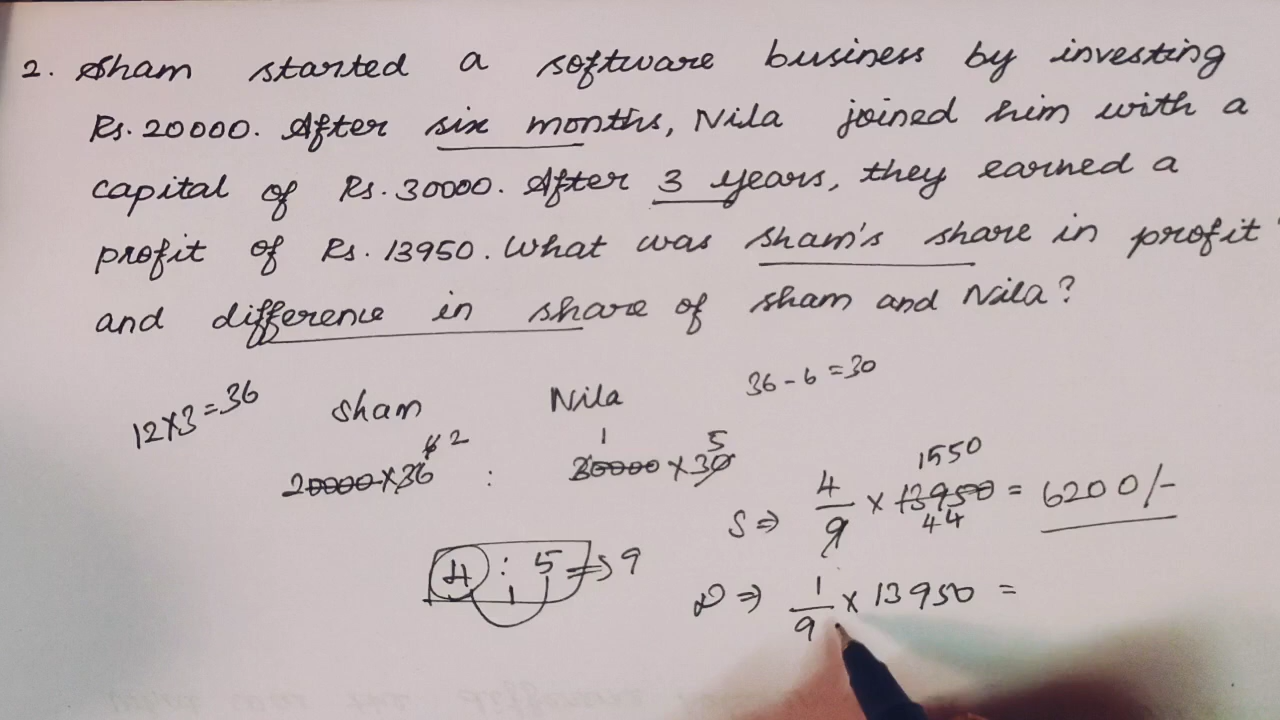 2. Sham started a software business by investing
Rs. 20000. After six months, Nila joined him with a
capital of Rs. 30000. After 3 years, they earned a
profit of Rs. 13950. What was sham's share in profit
and difference in share of sham and Nila?
12×3=36
Sham Nila
36-6=30
6 2 1 5
20000×36 : 30000×30
1550
S ⇒ 4/9 × 13950 = 6200/-
44
4 : 5 ⇒ 9
1
D ⇒ 1/9 × 13950 =